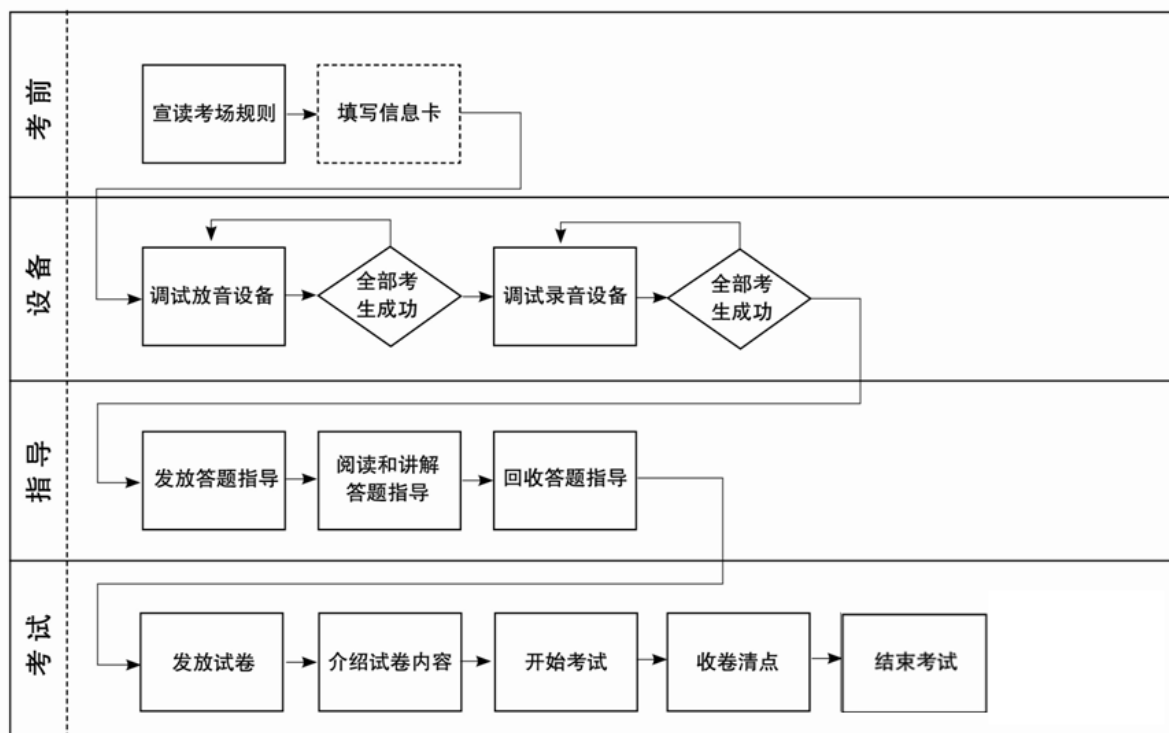 考前
宣读考场规则
填写信息卡
设备
调试放音设备
全部考
生成功
调试录音设备
全部考
生成功
指导
发放答题指导
阅读和讲解
答题指导
回收答题指导
考试
发放试卷
介绍试卷内容
开始考试
收卷清点
结束考试